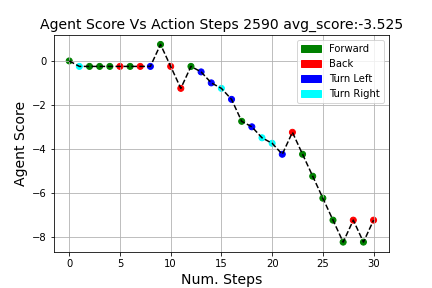 Agent Score Vs Action Steps 2590 avg_score:-3.525
Agent Score
0
−2
−4
−6
−8
Forward
Back
Turn Left
Turn Right
0 5 10 15 20 25 30
Num. Steps